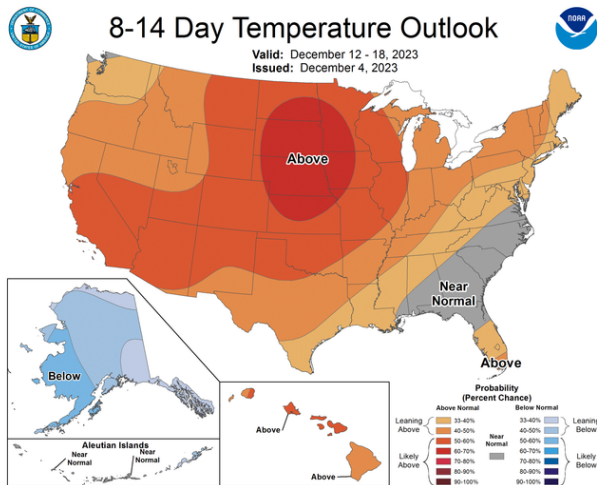 8-14 Day Temperature Outlook
Valid: December 12 - 18, 2023
Issued: December 4, 2023
NOAA
Above
Near
Normal
Above
Below
Aleutian Islands
Near
Normal
Near
Normal
Above
Above
Probability
(Percent Chance)
Above Normal
Below Normal
Leaning
Above
33-40%
40-50%
50-60%
Likely
Above
60-70%
70-80%
80-90%
90-100%
Near
Normal
33-40%
40-50%
50-60%
Leaning
Below
60-70%
70-80%
80-90%
90-100%
Likely
Below